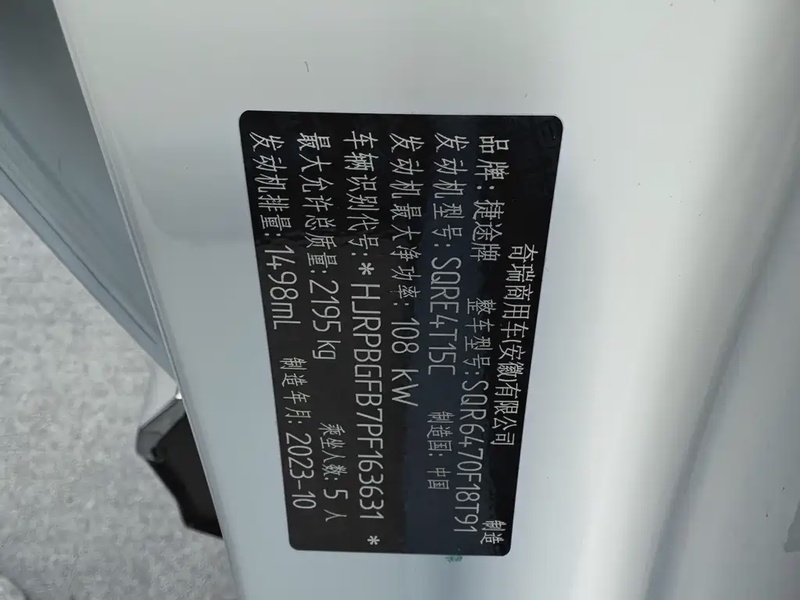 奇瑞商用车(安徽)有限公司 制造
品牌:捷途牌 整车型号:SQR6470F18T91
发动机型号:SQRE4T15C 制造国:中国
发动机最大净功率:108 kW
车辆识别代号:*HJRPBGFB7PF163631*
最大允许总质量:2195 kg 乘坐人数:5 人
发动机排量:1498mL 制造年月:2023-10